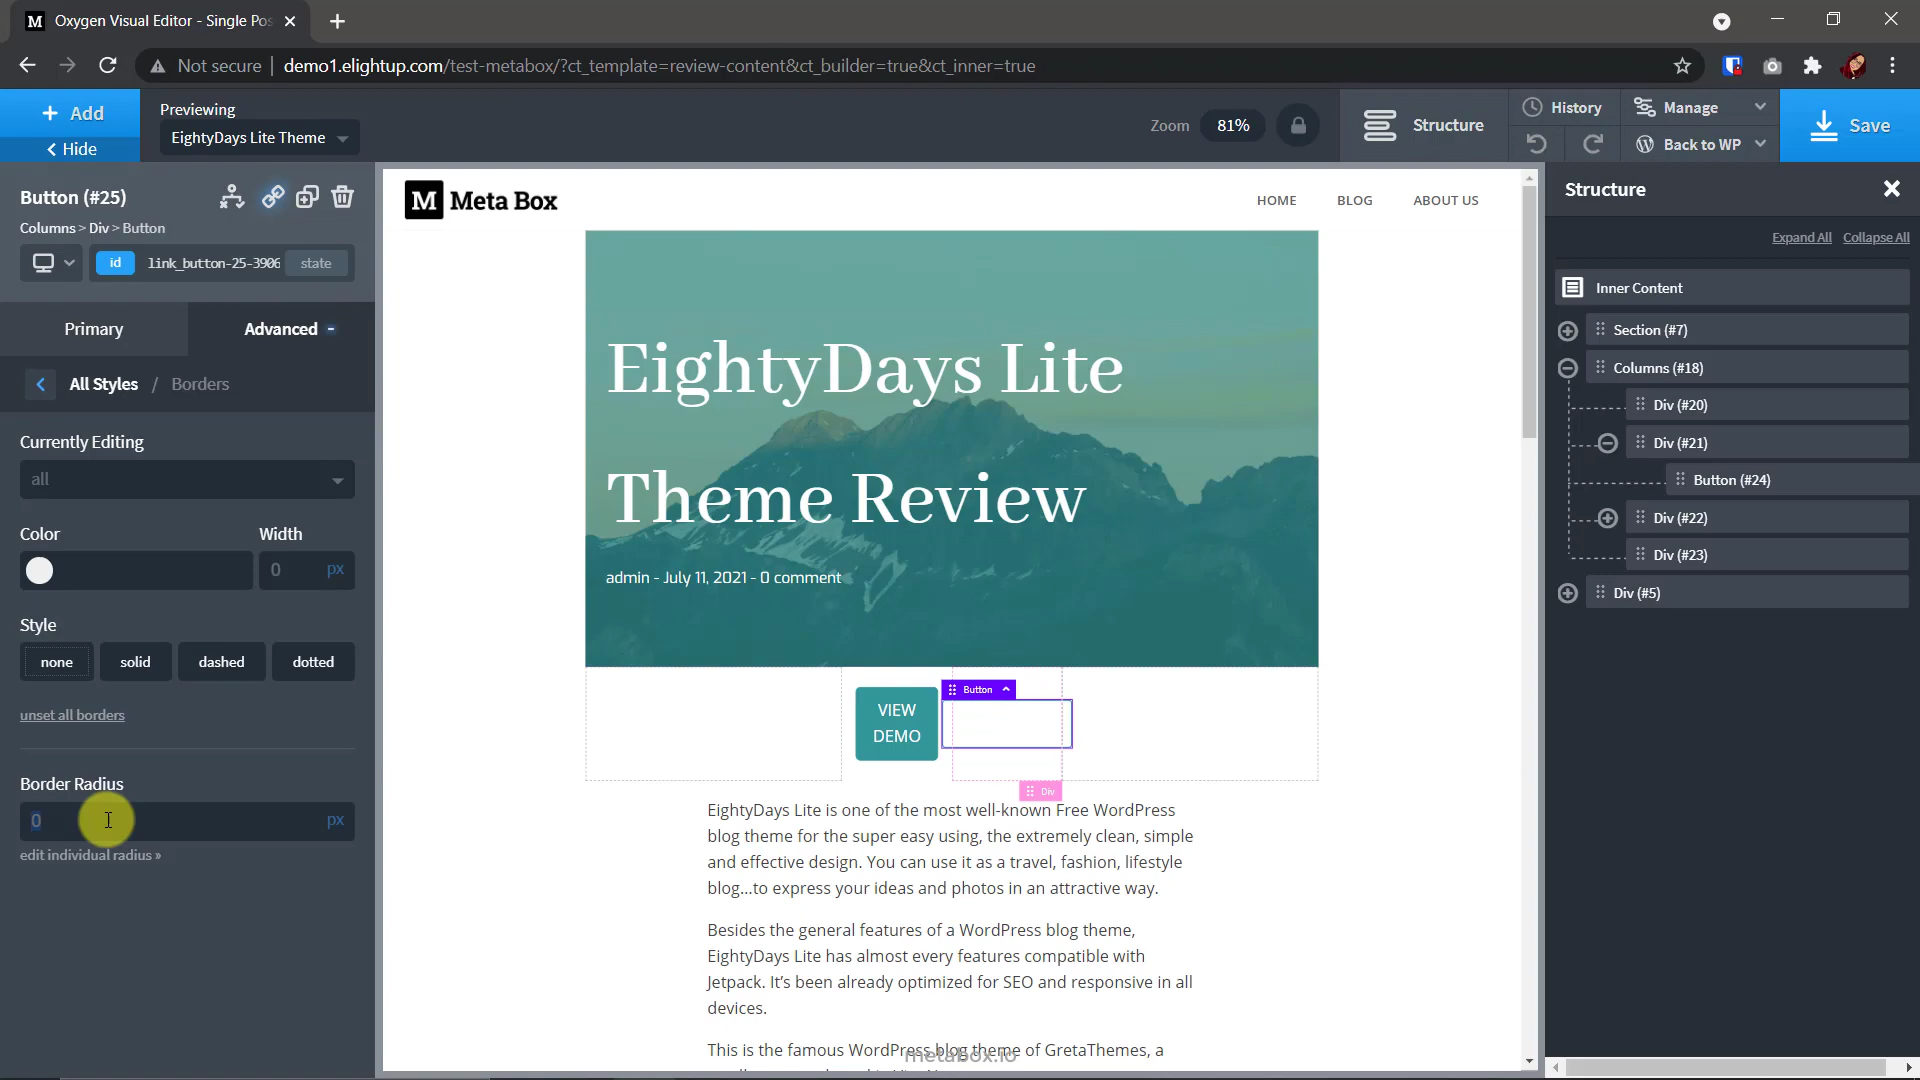 M Oxygen Visual Editor - Single Pos
Not secure | demo1.elightup.com/test-metabox/?ct_template=review-content&ct_builder=true&ct_inner=true
+ Add
< Hide
Previewing
EightyDays Lite Theme
Zoom 81%
Structure
History
Manage
Back to WP
Save
Button (#25)
Columns > Div > Button
id link_button-25-3906 state
Primary
Advanced
All Styles / Borders
Currently Editing
all
Color
Width
0 px
Style
none solid dashed dotted
unset all borders
Border Radius
0 px
edit individual radius »
M Meta Box
HOME BLOG ABOUT US
EightyDays Lite
Theme Review
admin - July 11, 2021 - 0 comment
VIEW
DEMO
Button
Div
EightyDays Lite is one of the most well-known Free WordPress
blog theme for the super easy using, the extremely clean, simple
and effective design. You can use it as a travel, fashion, lifestyle
blog...to express your ideas and photos in an attractive way.
Besides the general features of a WordPress blog theme,
EightyDays Lite has almost every features compatible with
Jetpack. It's been already optimized for SEO and responsive in all
devices.
This is the famous WordPress blog theme of GretaThemes, a
metabox.io
Structure
Expand All Collapse All
Inner Content
Section (#7)
Columns (#18)
Div (#20)
Div (#21)
Button (#24)
Div (#22)
Div (#23)
Div (#5)